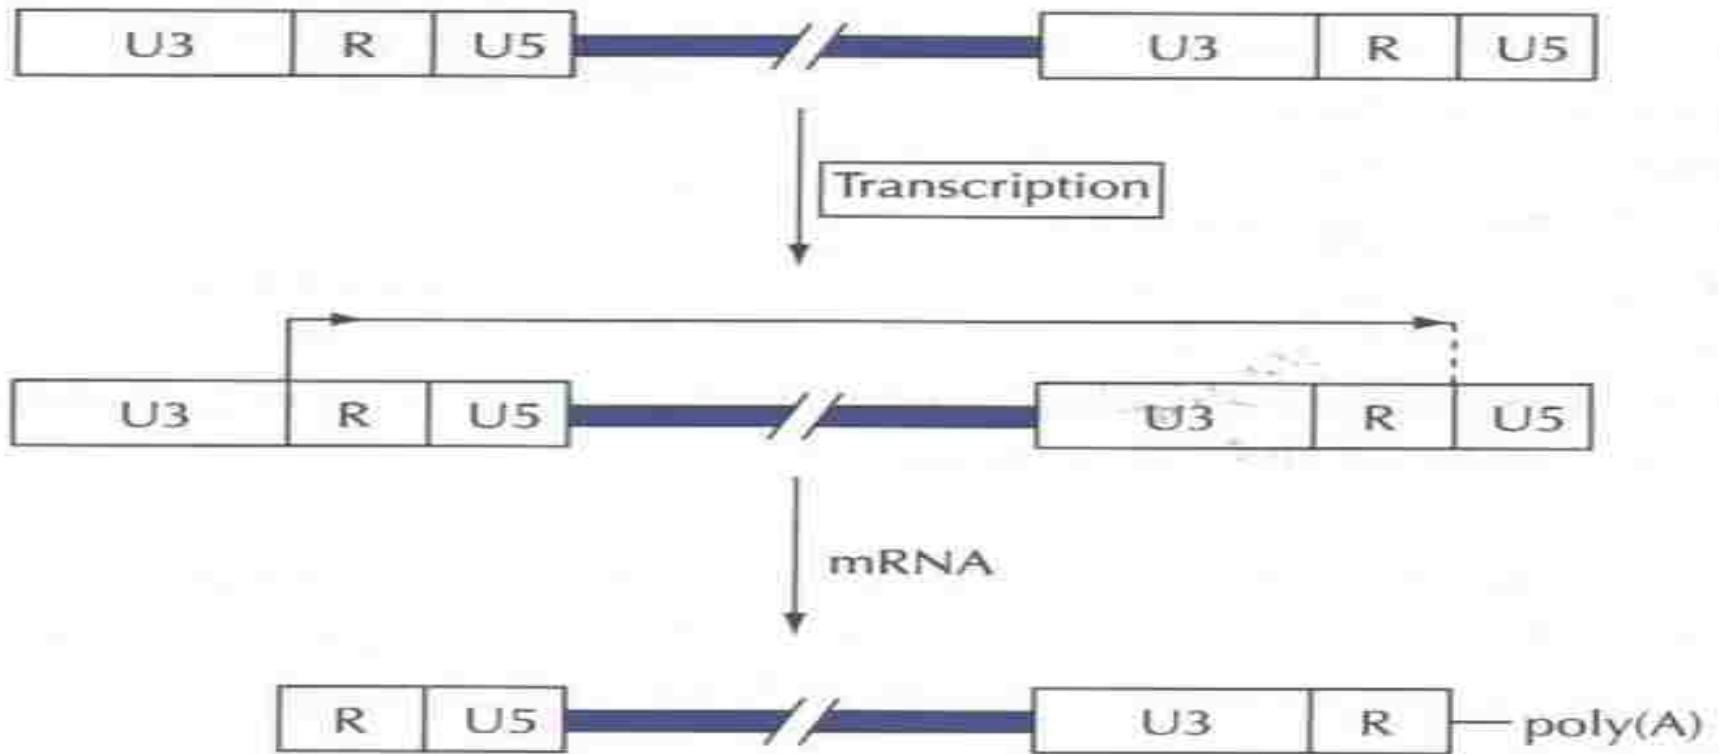 U3 R U5 U3 R U5
Transcription
U3 R U5 U3 R U5
mRNA
R U5 U3 R poly(A)